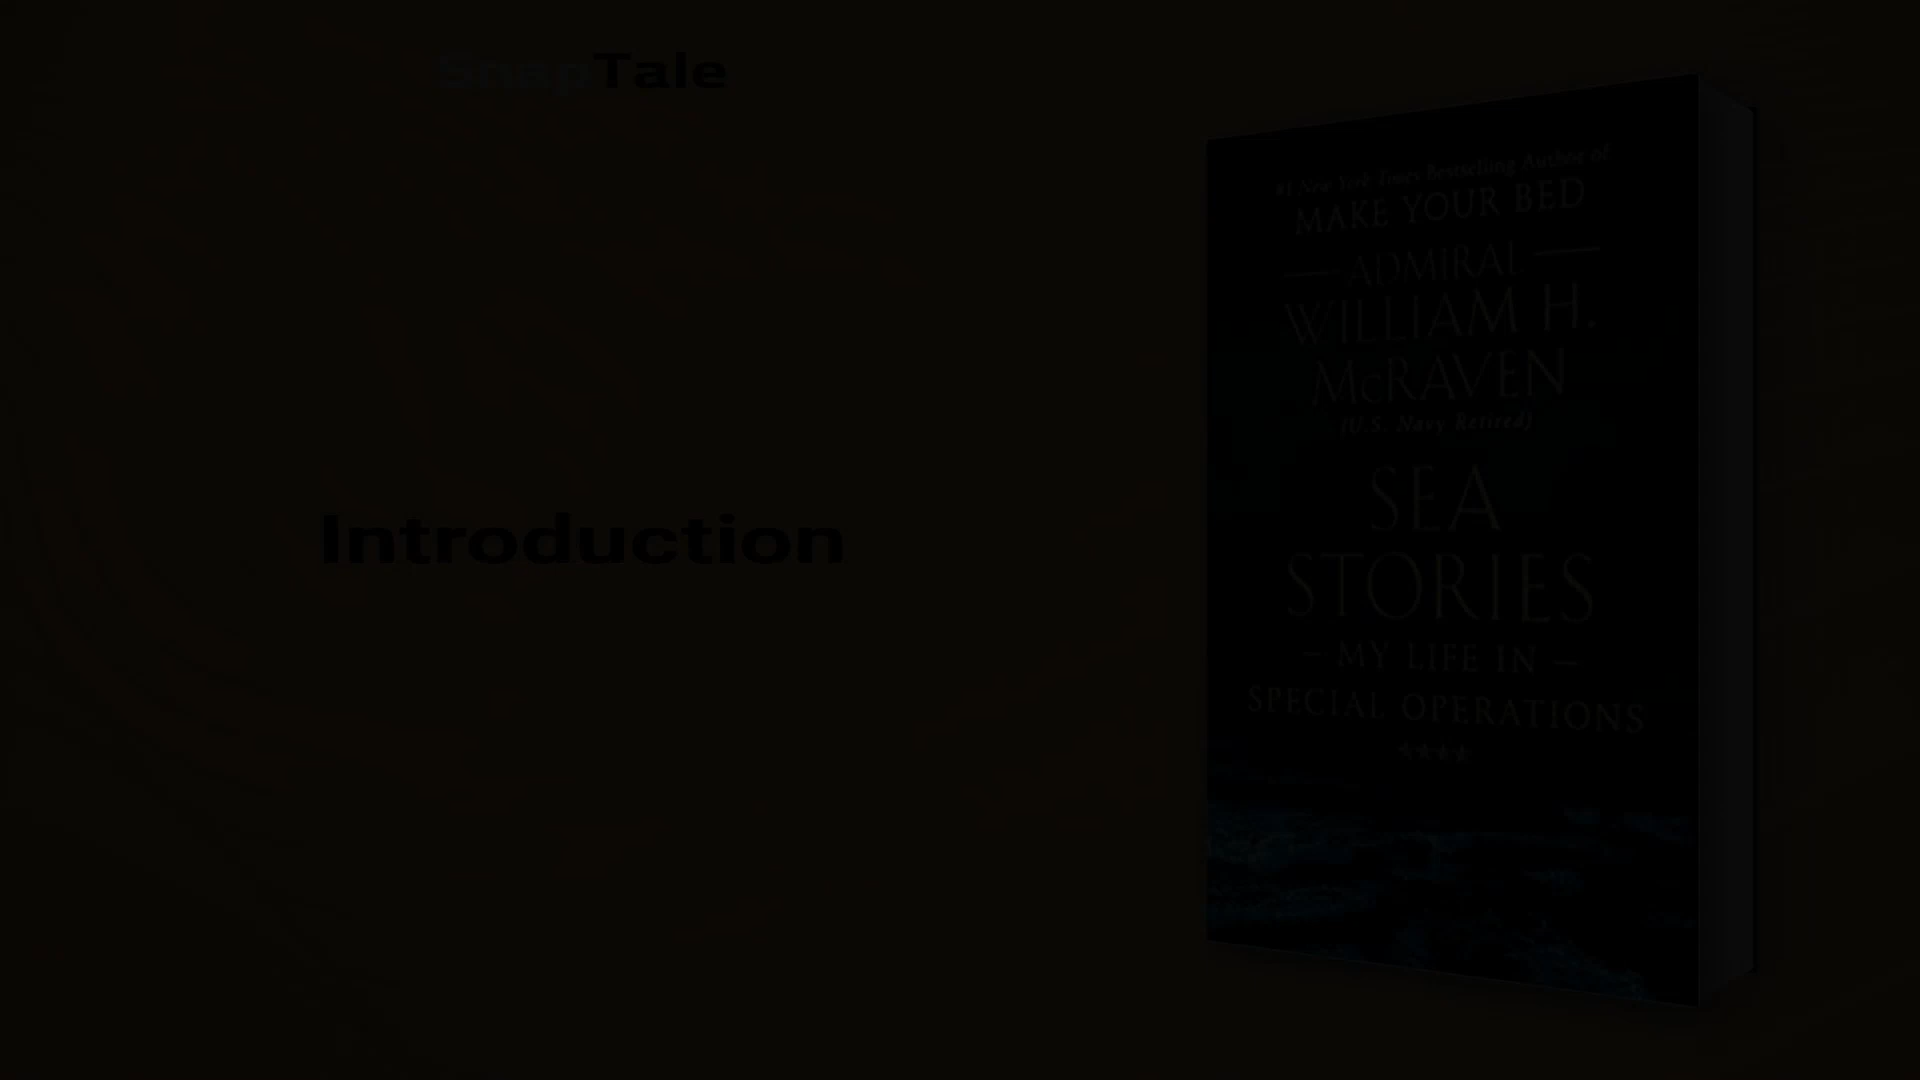 SnapTale
Introduction
#1 New York Times Bestselling Author of
MAKE YOUR BED
ADMIRAL
WILLIAM H.
McRAVEN
(U.S. Navy Retired)
SEA
STORIES
MY LIFE IN
SPECIAL OPERATIONS